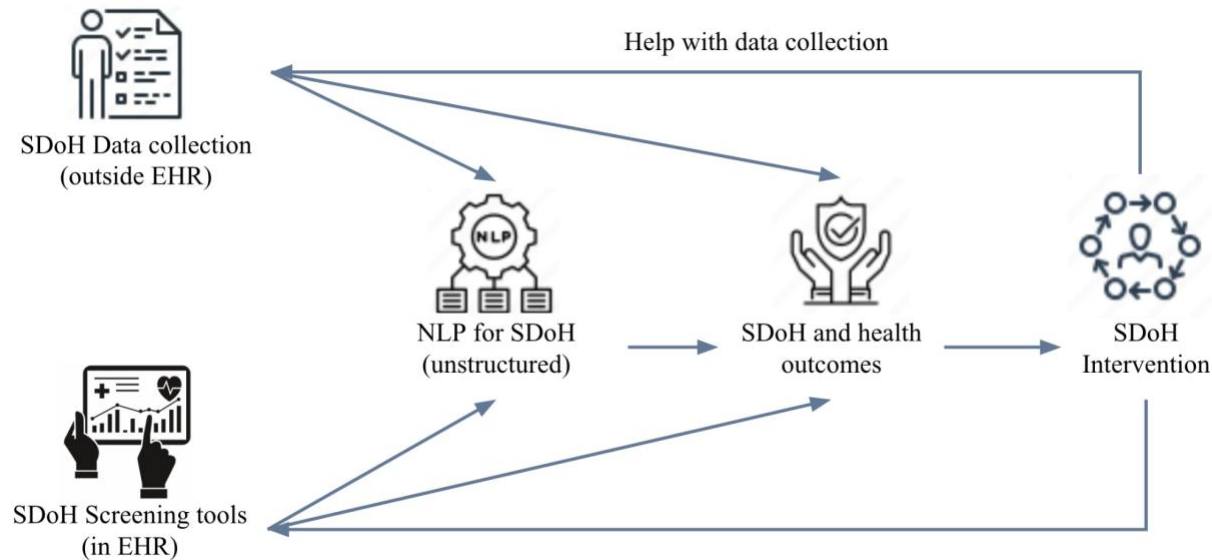 Help with data collection
SDoH Data collection
(outside EHR)
NLP
NLP for SDoH
(unstructured)
SDoH and health
outcomes
SDoH
Intervention
SDoH Screening tools
(in EHR)